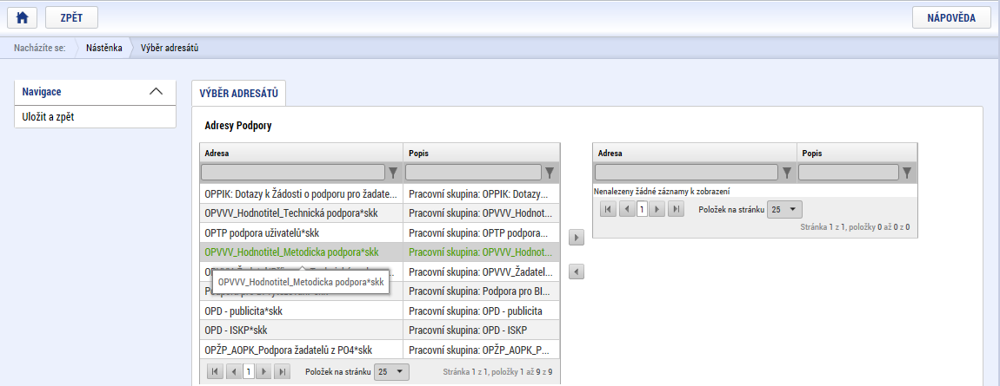 ZPĚT
NÁPOVĚDA
Nacházíte se: Nástěnka Výběr adresátů
Navigace
Uložit a zpět
VÝBĚR ADRESÁTŮ
Adresy Podpory
Adresa Popis
OPPIK: Dotazy k Žádosti o podporu pro žadate... Pracovní skupina: OPPIK: Dotazy...
OPVVV_Hodnotitel_Technická podpora*skk Pracovní skupina: OPVVV_Hodnot...
OPTP podpora uživatelů*skk Pracovní skupina: OPTP podpora...
OPVVV_Hodnotitel_Metodicka podpora*skk Pracovní skupina: OPVVV_Hodnot...
Pracovní skupina: OPVVV_Žadatel...
OPVVV_Hodnotitel_Metodicka podpora*skk
Pracovní skupina: Podpora pro BI...
OPD - publicita*skk Pracovní skupina: OPD - publicita
OPD - ISKP*skk Pracovní skupina: OPD - ISKP
OPŽP_AOPK_Podpora žadatelů z PO4*skk Pracovní skupina: OPŽP_AOPK_P...
1 Položek na stránku 25 Stránka 1 z 1, položky 1 až 9 z 9
Adresa Popis
Nenalezeny žádné záznamy k zobrazení
1 Položek na stránku 25
Stránka 1 z 1, položky 0 až 0 z 0